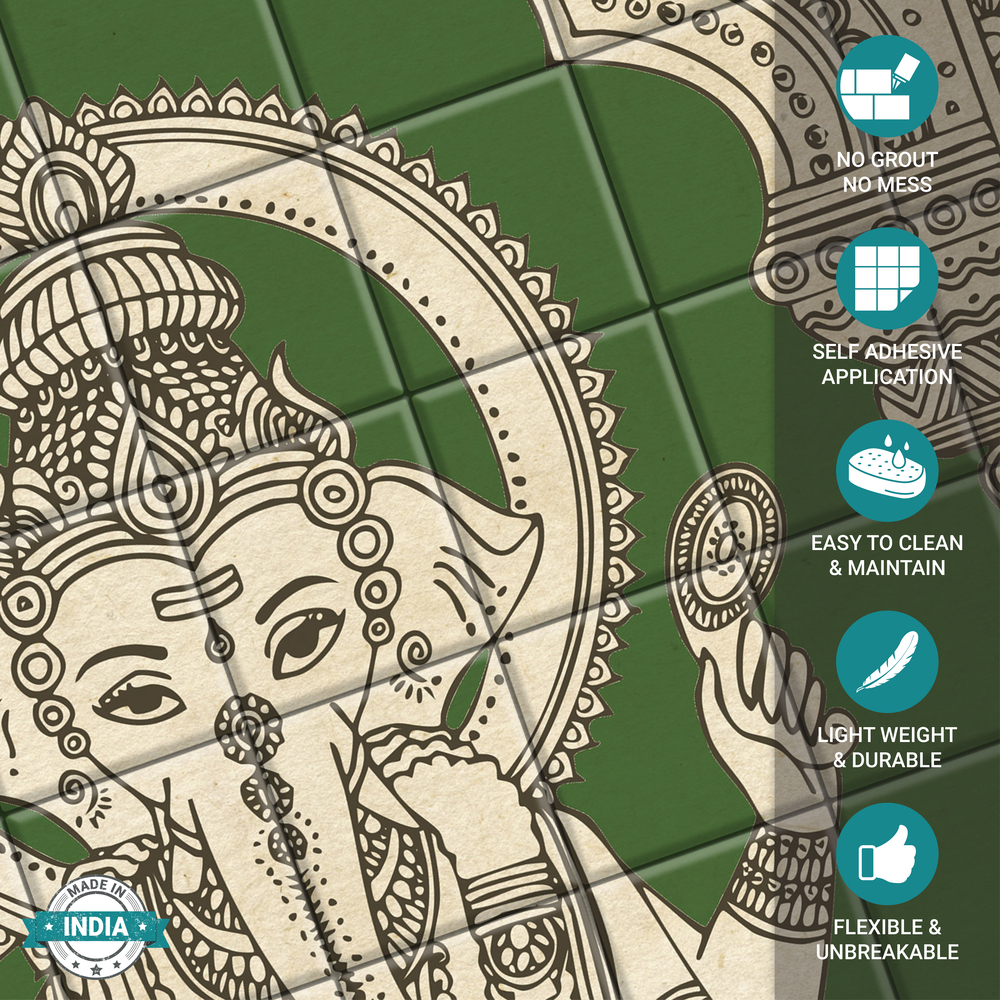 NO GROUT
NO MESS
SELF ADHESIVE
APPLICATION
EASY TO CLEAN
& MAINTAIN
LIGHT WEIGHT
& DURABLE
FLEXIBLE &
UNBREAKABLE
MADE IN
INDIA